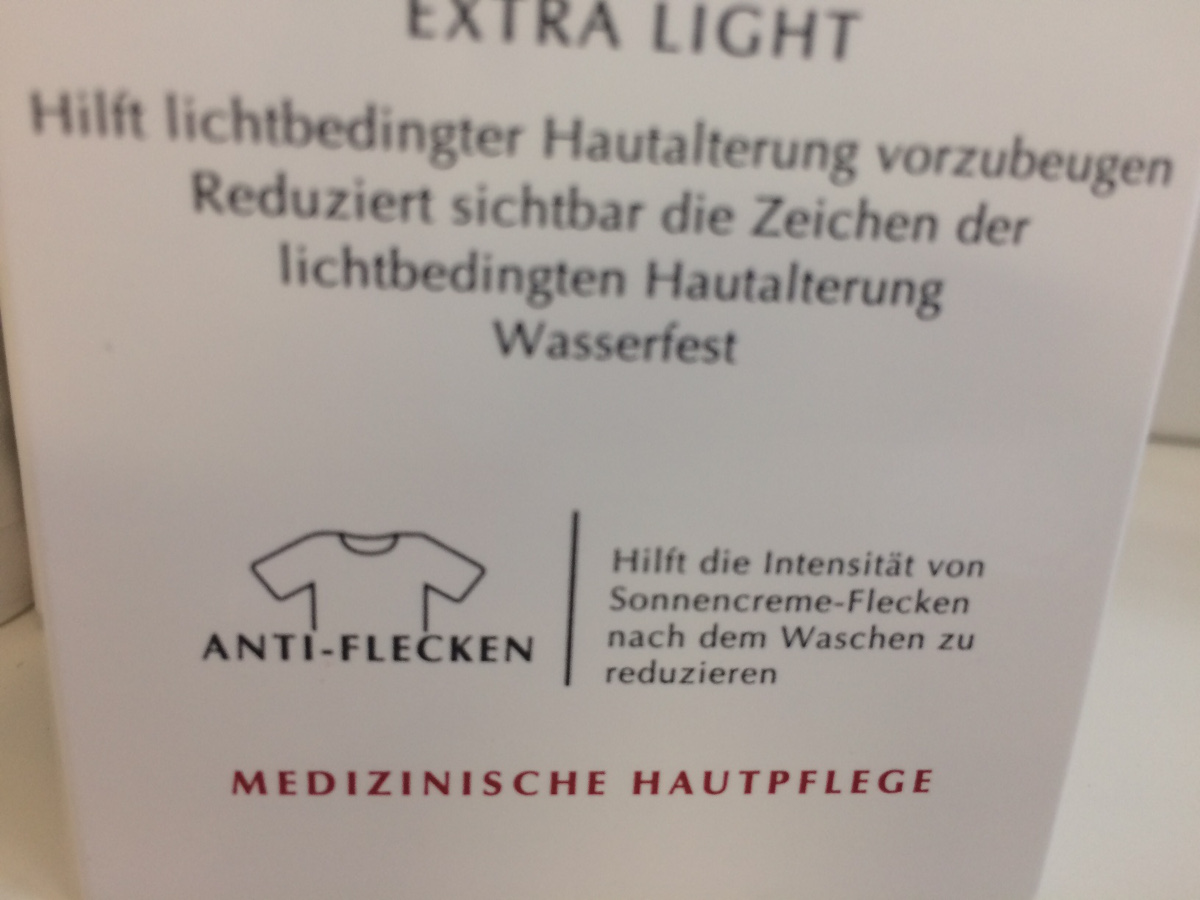 EXTRA LIGHT
Hilft lichtbedingter Hautalterung vorzubeugen
Reduziert sichtbar die Zeichen der
lichtbedingten Hautalterung
Wasserfest
ANTI-FLECKEN
Hilft die Intensität von
Sonnencreme-Flecken
nach dem Waschen zu
reduzieren
MEDIZINISCHE HAUTPFLEGE